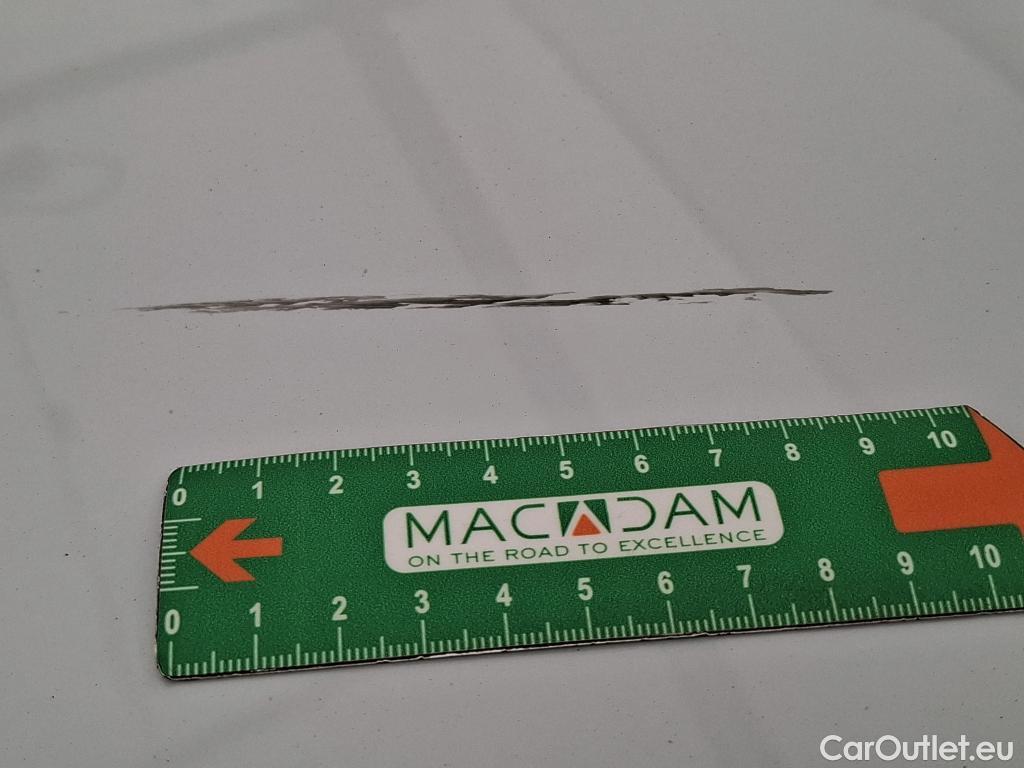 0 1 2 3 4 5 6 7 8 9 10
MACADAM
ON THE ROAD TO EXCELLENCE
0 1 2 3 4 5 6 7 8 9 10
CarOutlet.eu